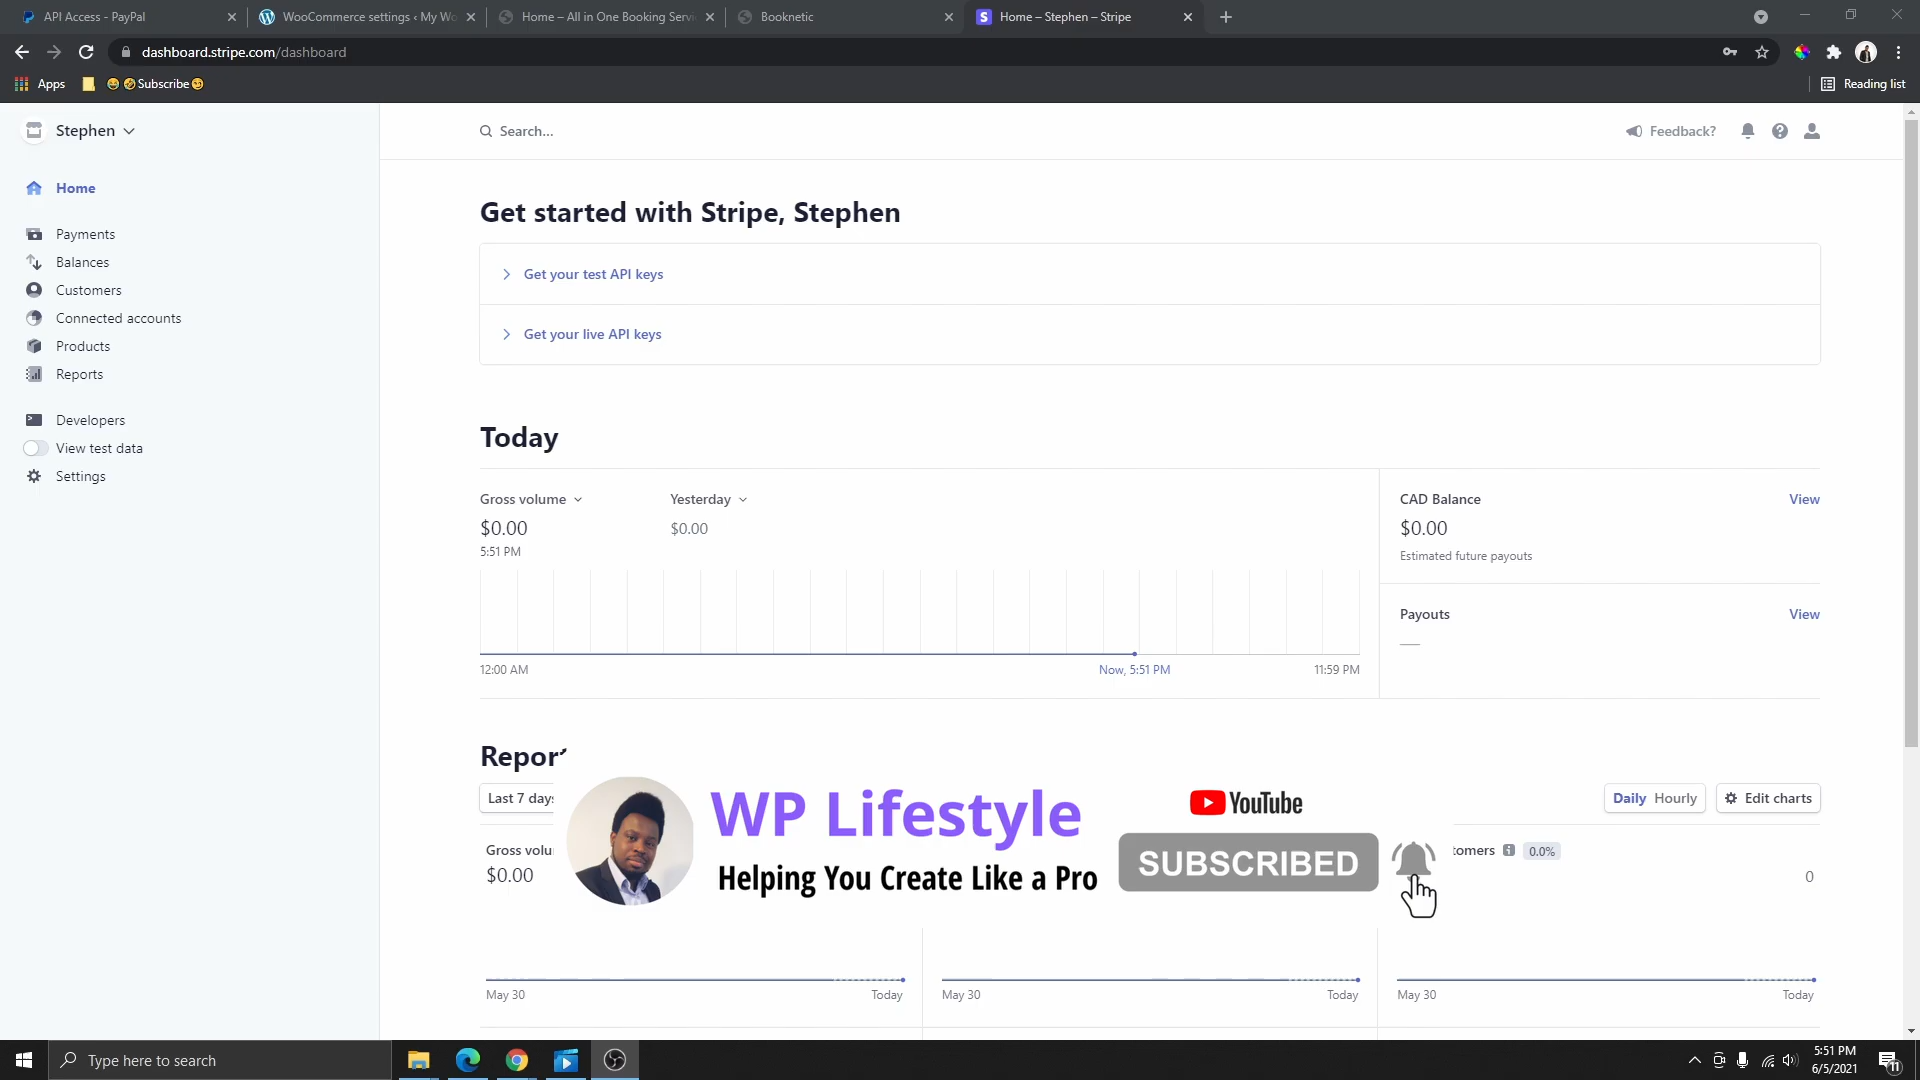 API Access - PayPal
WooCommerce settings ‹ My Wo
Home – All in One Booking Servi
Booknetic
Home – Stephen – Stripe
dashboard.stripe.com/dashboard
Apps
😄🤣Subscribe😏
Reading list
Stephen
Search...
Feedback?
Home
Payments
Balances
Customers
Connected accounts
Products
Reports
Developers
View test data
Settings
Get started with Stripe, Stephen
Get your test API keys
Get your live API keys
Today
Gross volume
Yesterday
$0.00
$0.00
5:51 PM
CAD Balance
View
$0.00
Estimated future payouts
Payouts
View
—
12:00 AM
Now, 5:51 PM
11:59 PM
Repor
Last 7 days
Daily Hourly
Edit charts
Gross volu
$0.00
tomers
0.0%
0
WP Lifestyle
Helping You Create Like a Pro
YouTube
SUBSCRIBED
May 30
Today
May 30
Today
May 30
Today
Type here to search
5:51 PM
6/5/2021
11